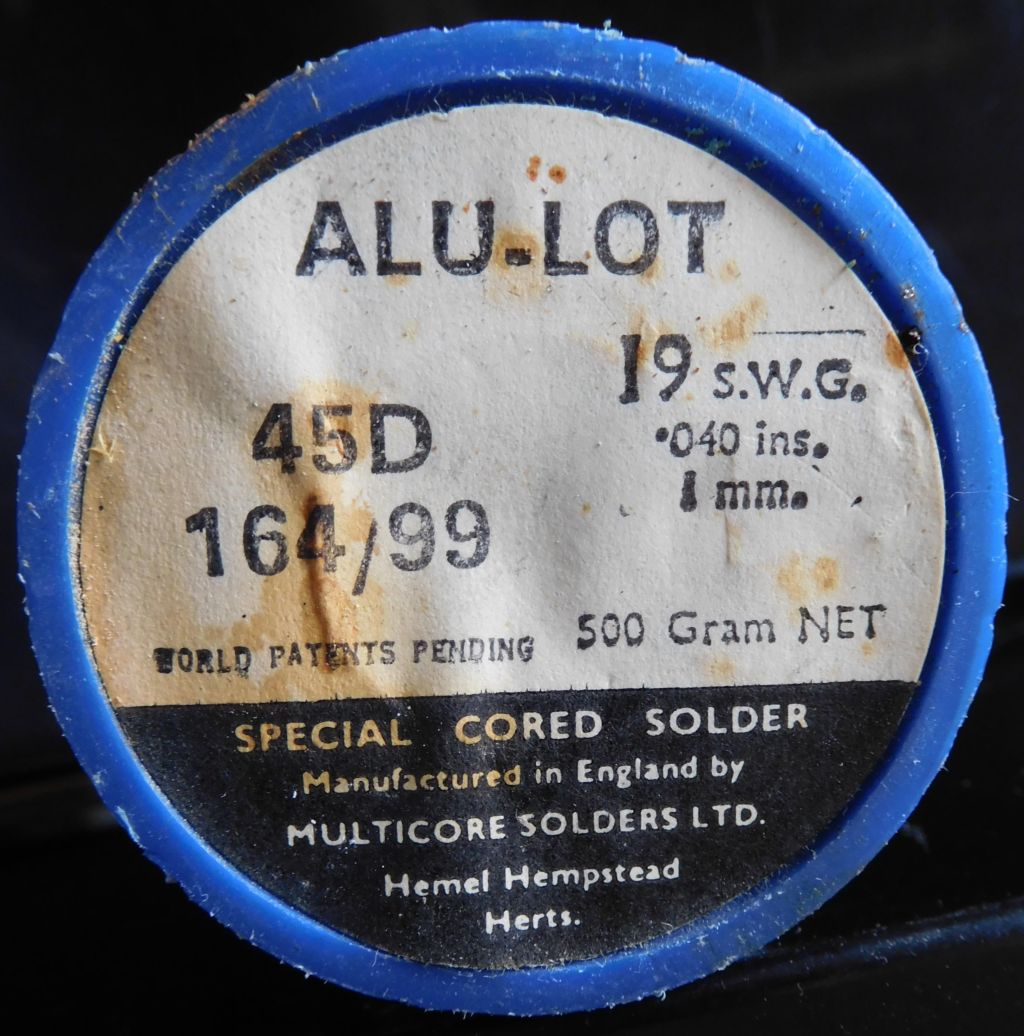 ALU-LOT
19 S.W.G.
.040 ins.
1 mm.
45D
164/99
WORLD PATENTS PENDING
500 Gram NET
SPECIAL CORED SOLDER
Manufactured in England by
MULTICORE SOLDERS LTD.
Hemel Hempstead
Herts.